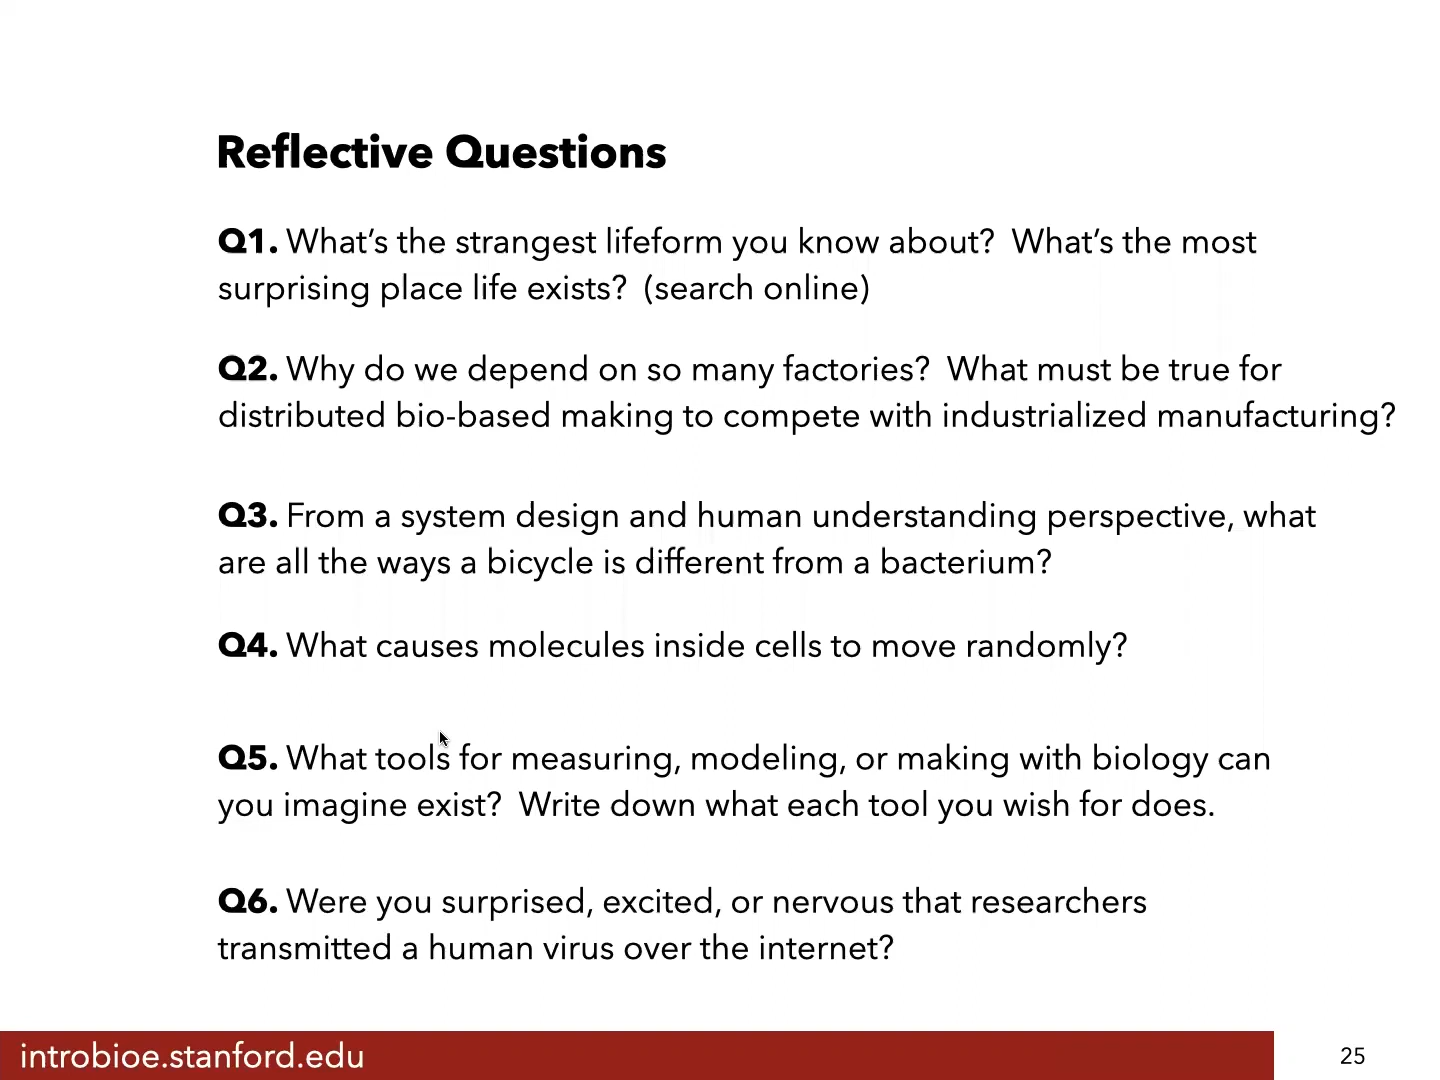 Reflective Questions
Q1. What’s the strangest lifeform you know about?  What’s the most
surprising place life exists?  (search online)
Q2. Why do we depend on so many factories?  What must be true for
distributed bio-based making to compete with industrialized manufacturing?
Q3. From a system design and human understanding perspective, what
are all the ways a bicycle is different from a bacterium?
Q4. What causes molecules inside cells to move randomly?
Q5. What tools for measuring, modeling, or making with biology can
you imagine exist?  Write down what each tool you wish for does.
Q6. Were you surprised, excited, or nervous that researchers
transmitted a human virus over the internet?
introbioe.stanford.edu
25